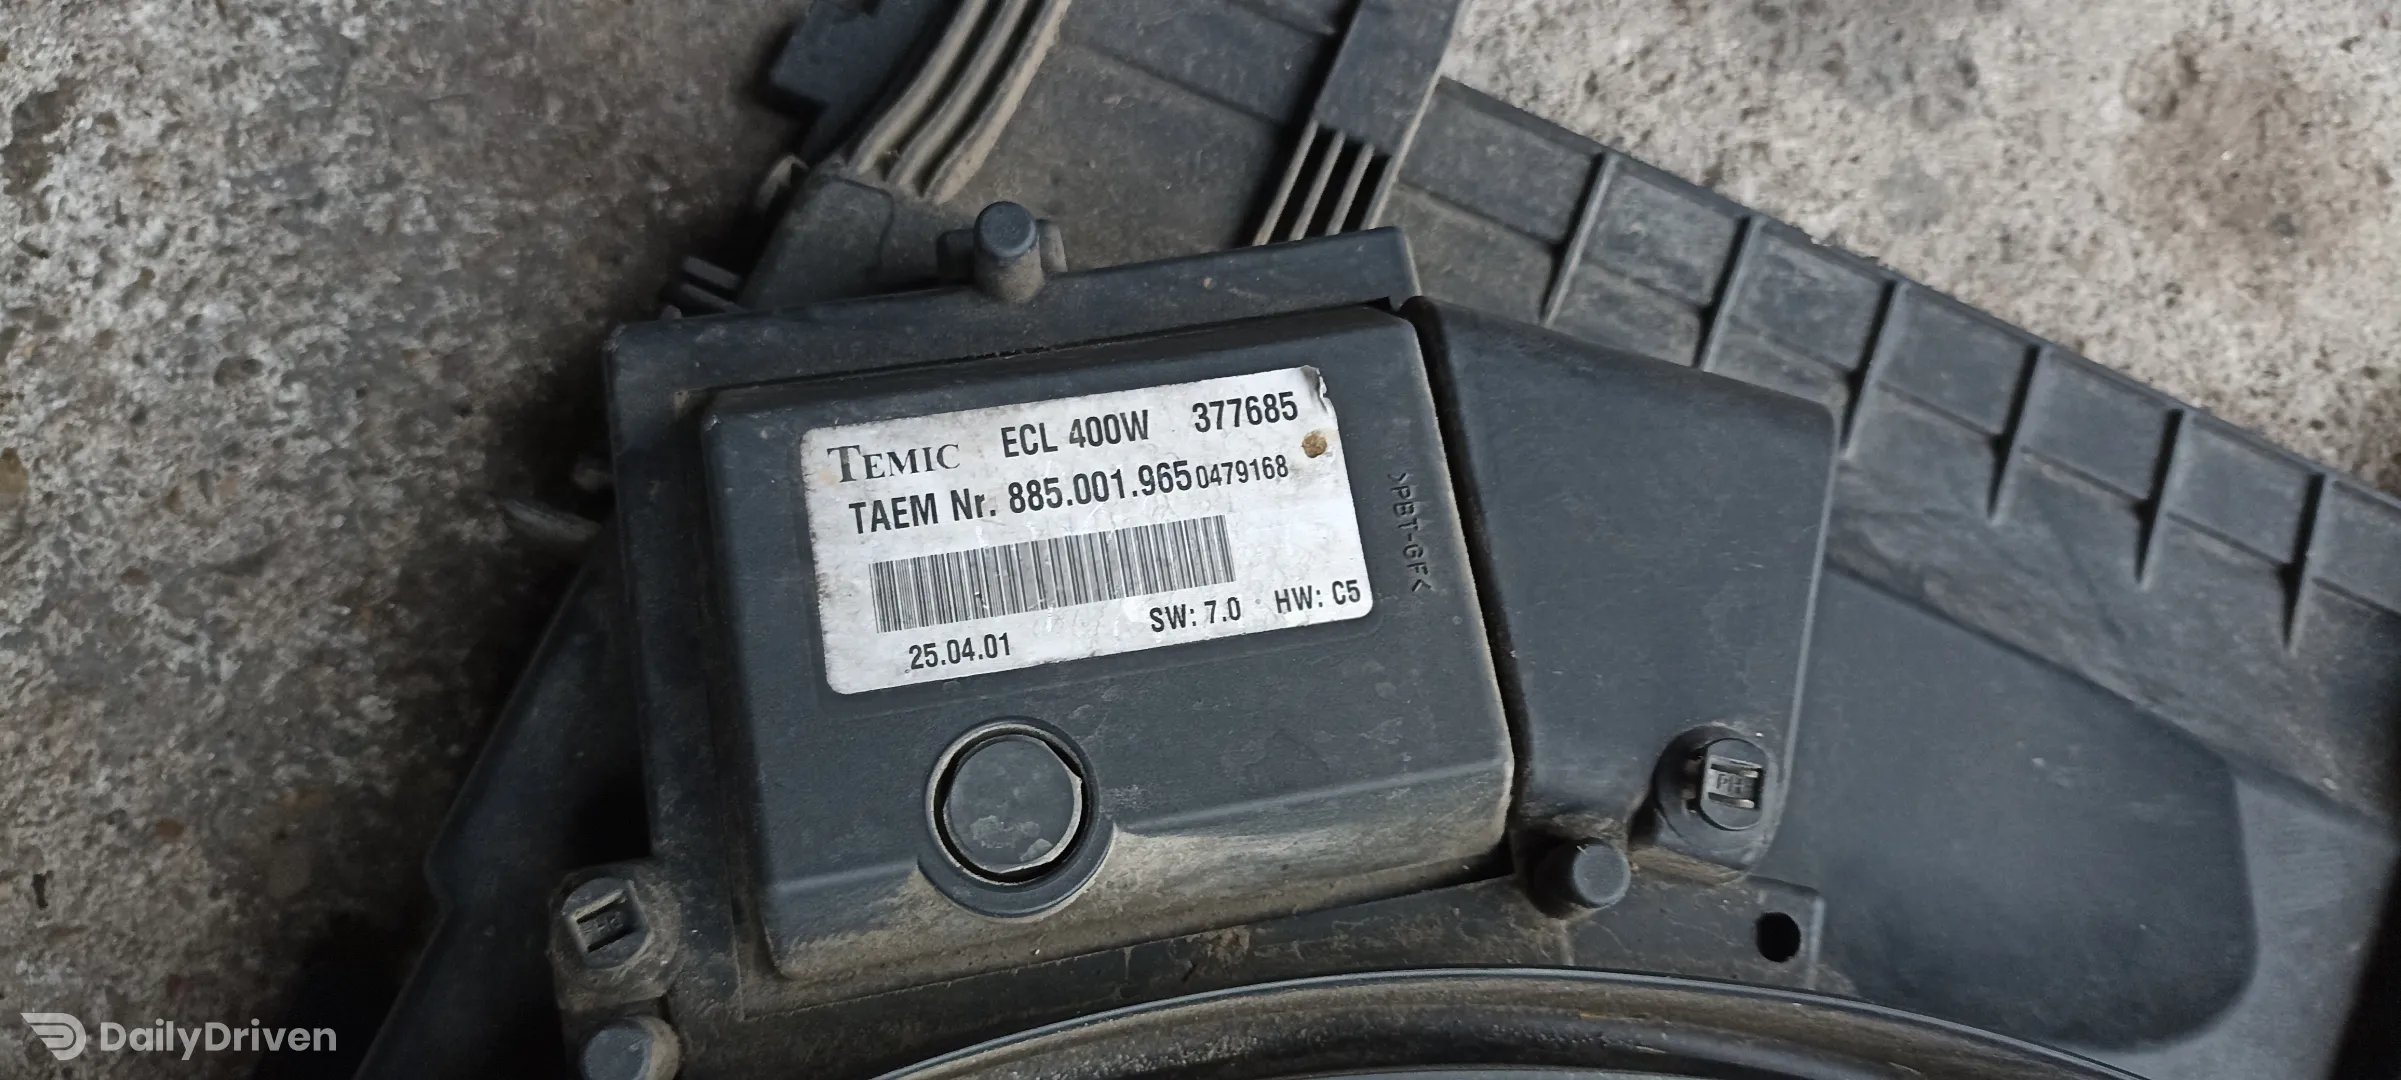 TEMIC ECL 400W 377685
TAEM Nr. 885.001.965 0479168
25.04.01 SW: 7.0 HW: C5
>PBT-GF<
PH
DailyDriven